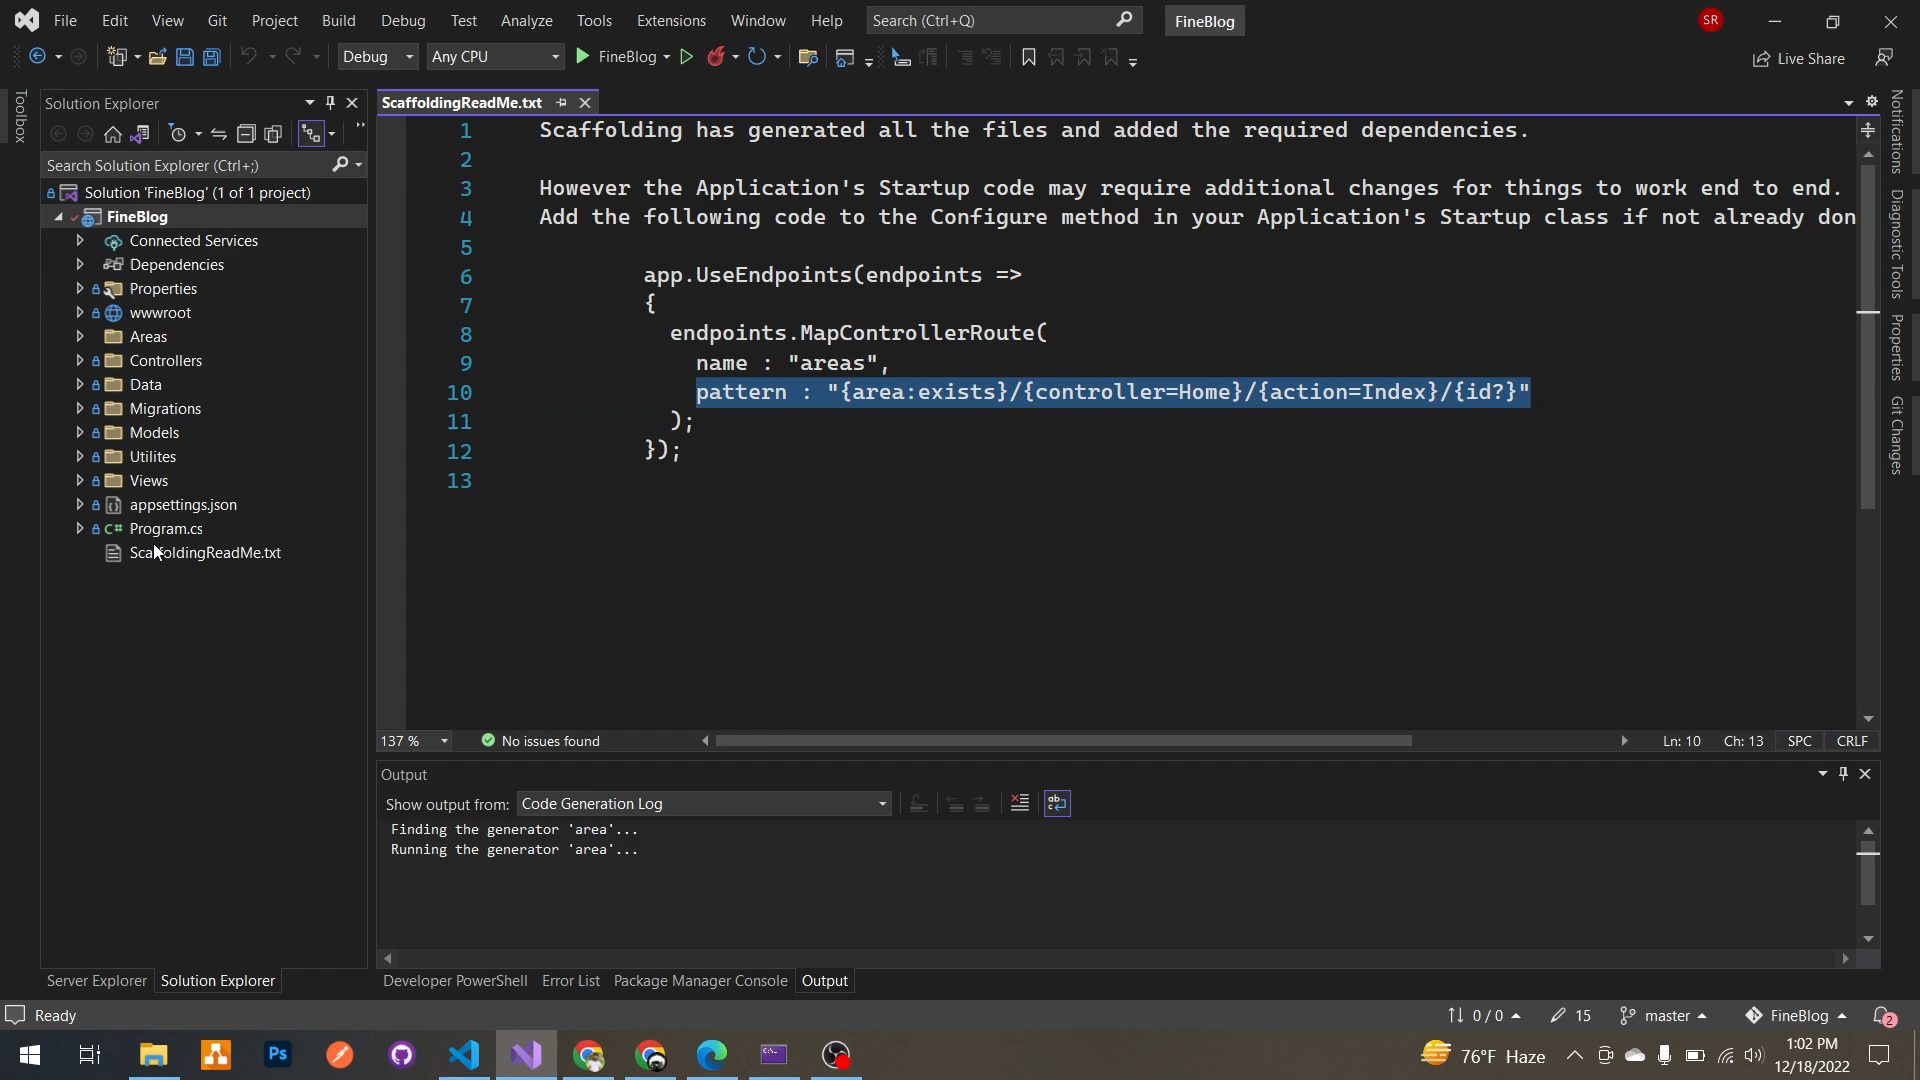 File Edit View Git Project Build Debug Test Analyze Tools Extensions Window Help Search (Ctrl+Q) FineBlog SR
Debug Any CPU FineBlog Live Share
Toolbox
Solution Explorer
Search Solution Explorer (Ctrl+;)
Solution 'FineBlog' (1 of 1 project)
FineBlog
Connected Services
Dependencies
Properties
wwwroot
Areas
Controllers
Data
Migrations
Models
Utilites
Views
appsettings.json
C# Program.cs
ScaffoldingReadMe.txt
Server Explorer Solution Explorer
ScaffoldingReadMe.txt
1 Scaffolding has generated all the files and added the required dependencies.
2
3 However the Application's Startup code may require additional changes for things to work end to end.
4 Add the following code to the Configure method in your Application's Startup class if not already don
5
6 app.UseEndpoints(endpoints =>
7 {
8 endpoints.MapControllerRoute(
9 name : "areas",
10 pattern : "{area:exists}/{controller=Home}/{action=Index}/{id?}"
11 );
12 });
13
137 % No issues found Ln: 10 Ch: 13 SPC CRLF
Output
Show output from: Code Generation Log
Finding the generator 'area'...
Running the generator 'area'...
Developer PowerShell Error List Package Manager Console Output
Notifications
Diagnostic Tools
Properties
Git Changes
Ready 0 / 0 15 master FineBlog 2
Ps 76°F Haze 1:02 PM
12/18/2022